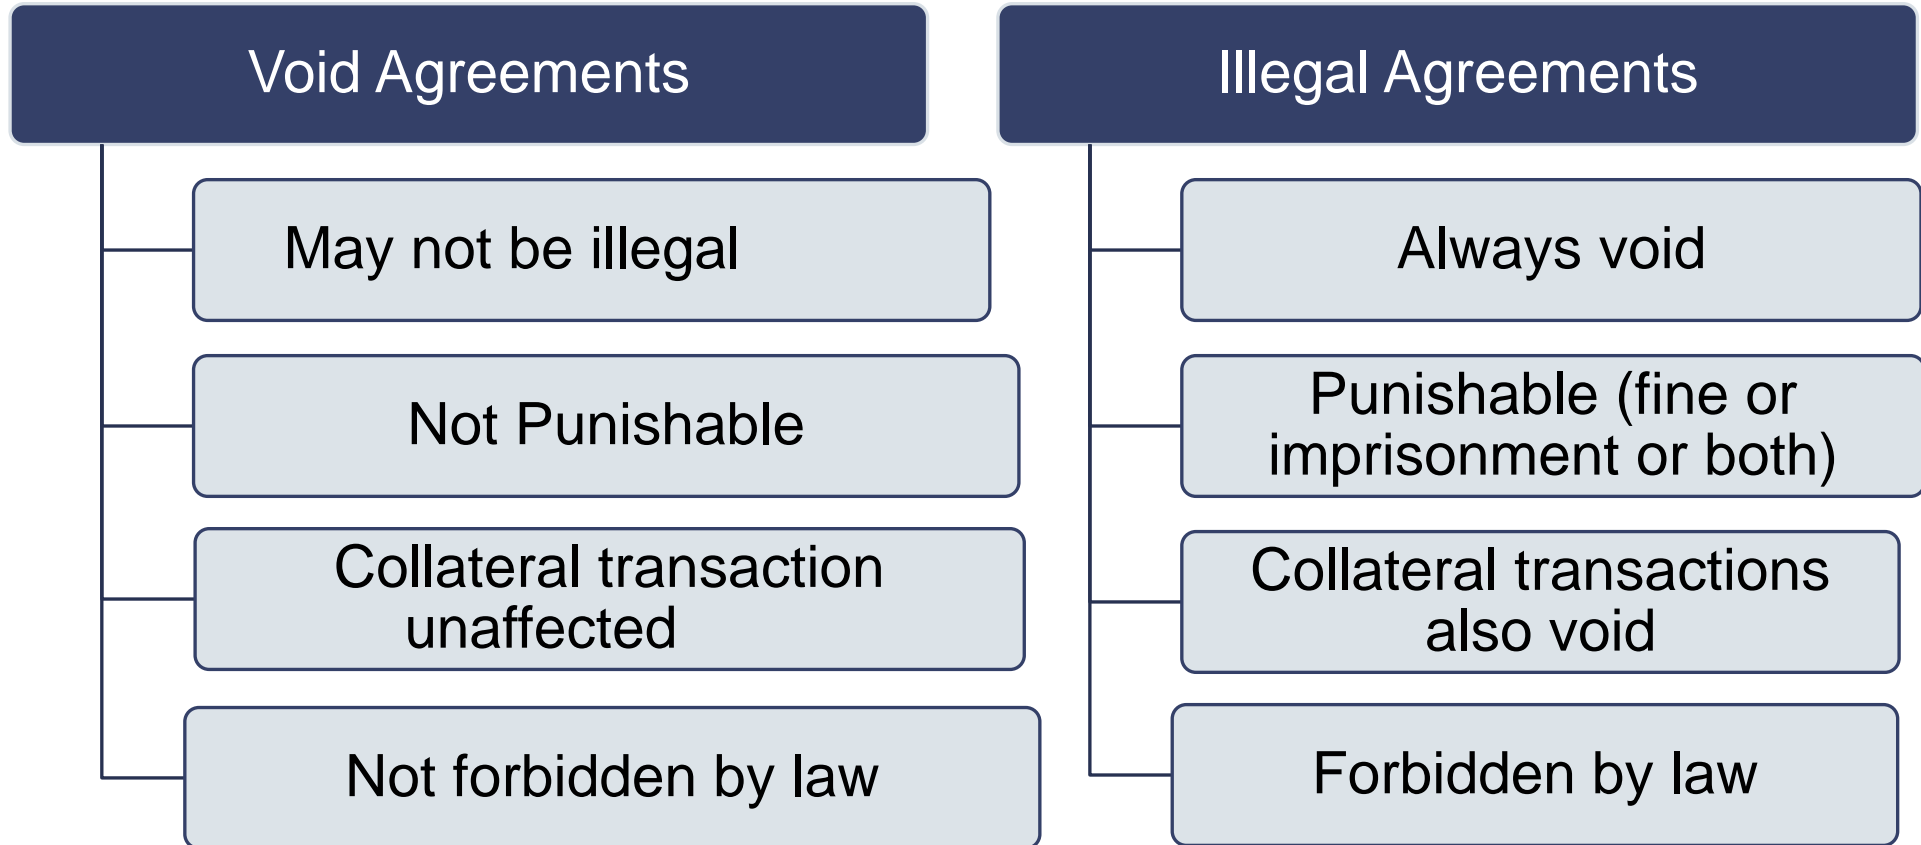 Void Agreements
May not be illegal
Not Punishable
Collateral transaction
unaffected
Not forbidden by law
Illegal Agreements
Always void
Punishable (fine or
imprisonment or both)
Collateral transactions
also void
Forbidden by law